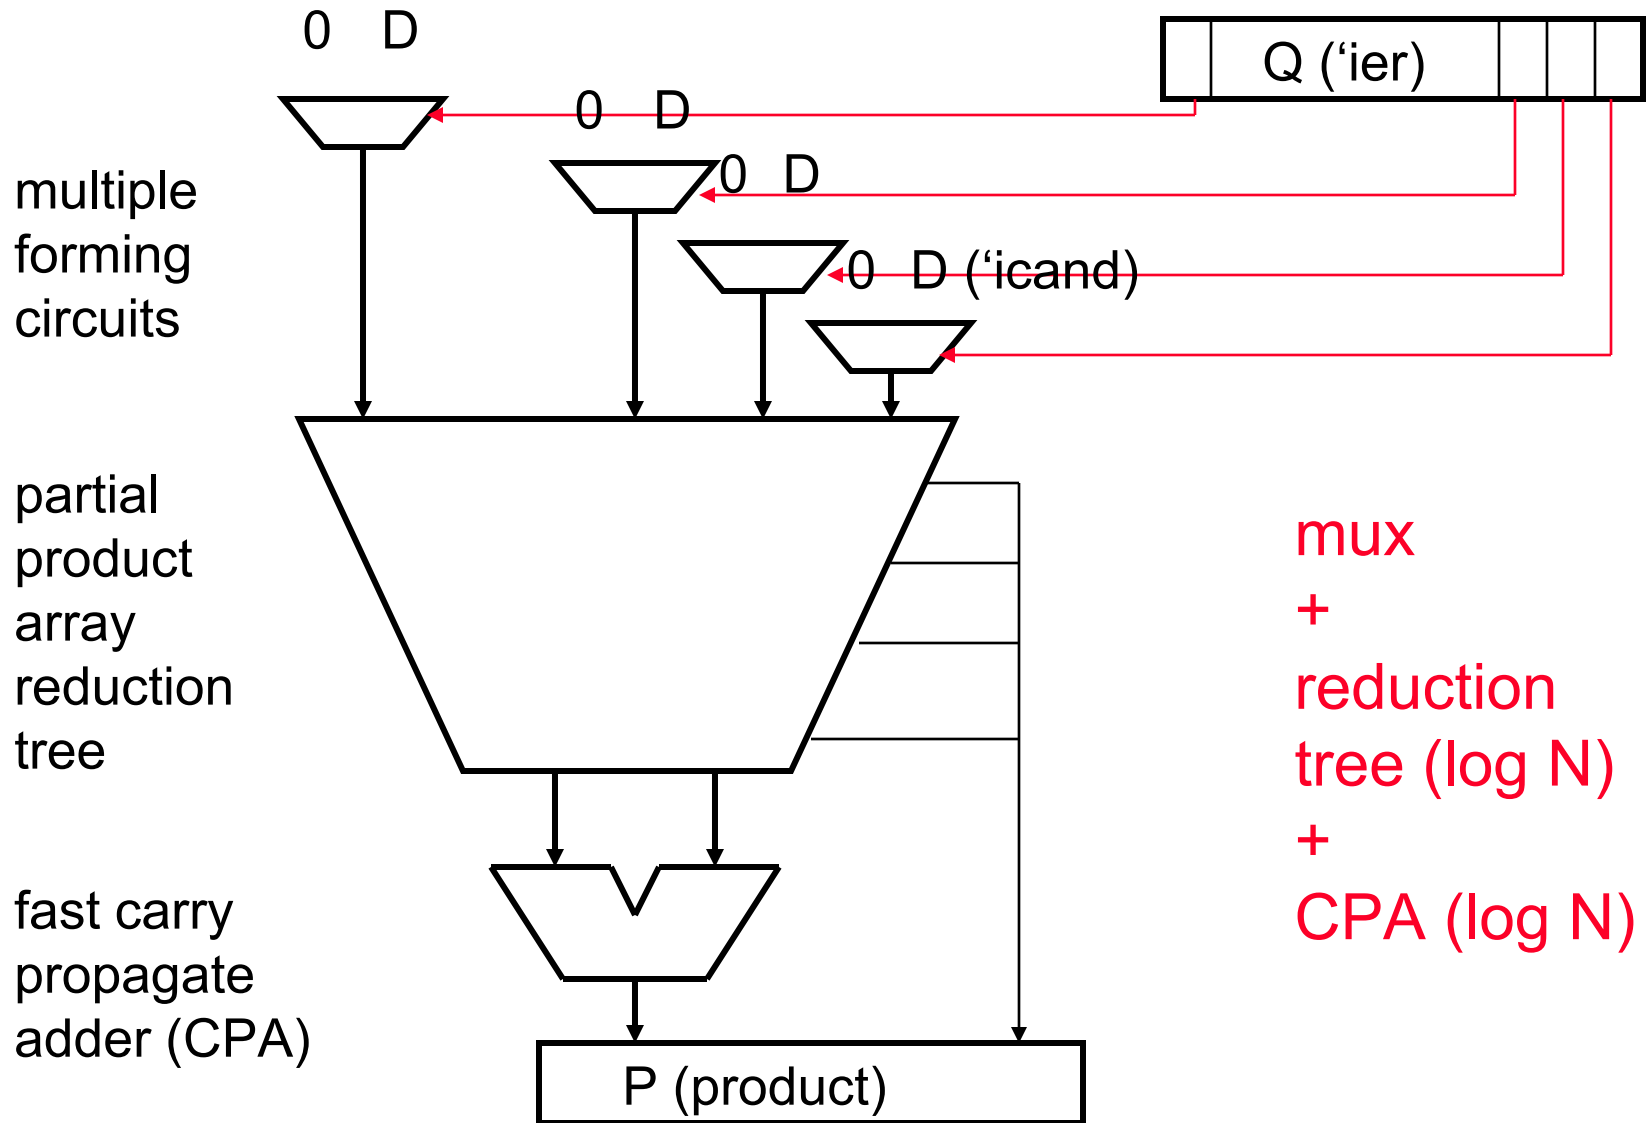 0 D
Q (‘ier)
0 D
0 D
0 D (‘icand)
multiple
forming
circuits
partial
product
array
reduction
tree
mux
+
reduction
tree (log N)
+
CPA (log N)
fast carry
propagate
adder (CPA)
P (product)